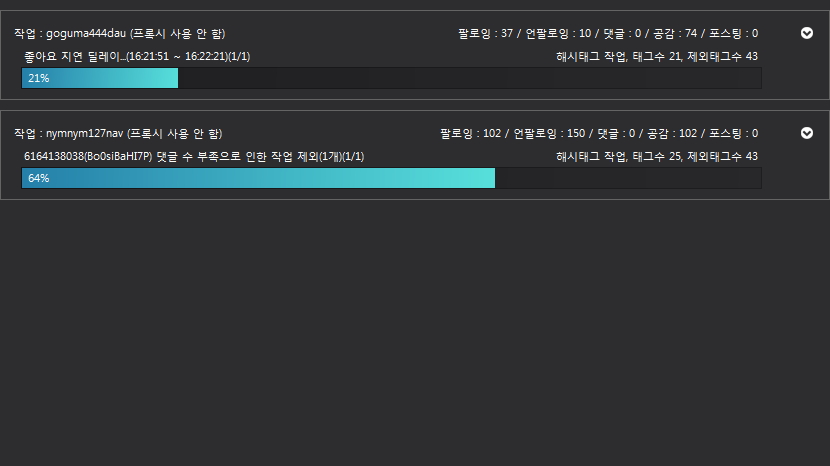 작업 : goguma444dau (프록시 사용 안 함) 팔로잉 : 37 / 언팔로잉 : 10 / 댓글 : 0 / 공감 : 74 / 포스팅 : 0
좋아요 지연 딜레이...(16:21:51 ~ 16:22:21)(1/1) 해시태그 작업, 태그수 21, 제외태그수 43
21%
작업 : nymnym127nav (프록시 사용 안 함) 팔로잉 : 102 / 언팔로잉 : 150 / 댓글 : 0 / 공감 : 102 / 포스팅 : 0
6164138038(Bo0siBaHI7P) 댓글 수 부족으로 인한 작업 제외(1개)(1/1) 해시태그 작업, 태그수 25, 제외태그수 43
64%